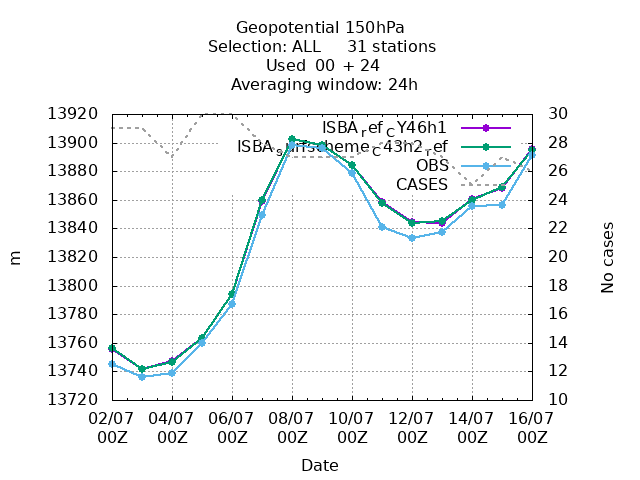 Geopotential 150hPa
Selection: ALL 31 stations
Used 00 + 24
Averaging window: 24h
ISBA_ref_CY46h1
ISBA_surfscheme_C43h2_ref
OBS
CASES
13920
13900
13880
13860
13840
13820
13800
13780
13760
13740
13720
30
28
26
24
22
20
18
16
14
12
10
m
No cases
02/07 04/07 06/07 08/07 10/07 12/07 14/07 16/07
00Z 00Z 00Z 00Z 00Z 00Z 00Z 00Z
Date